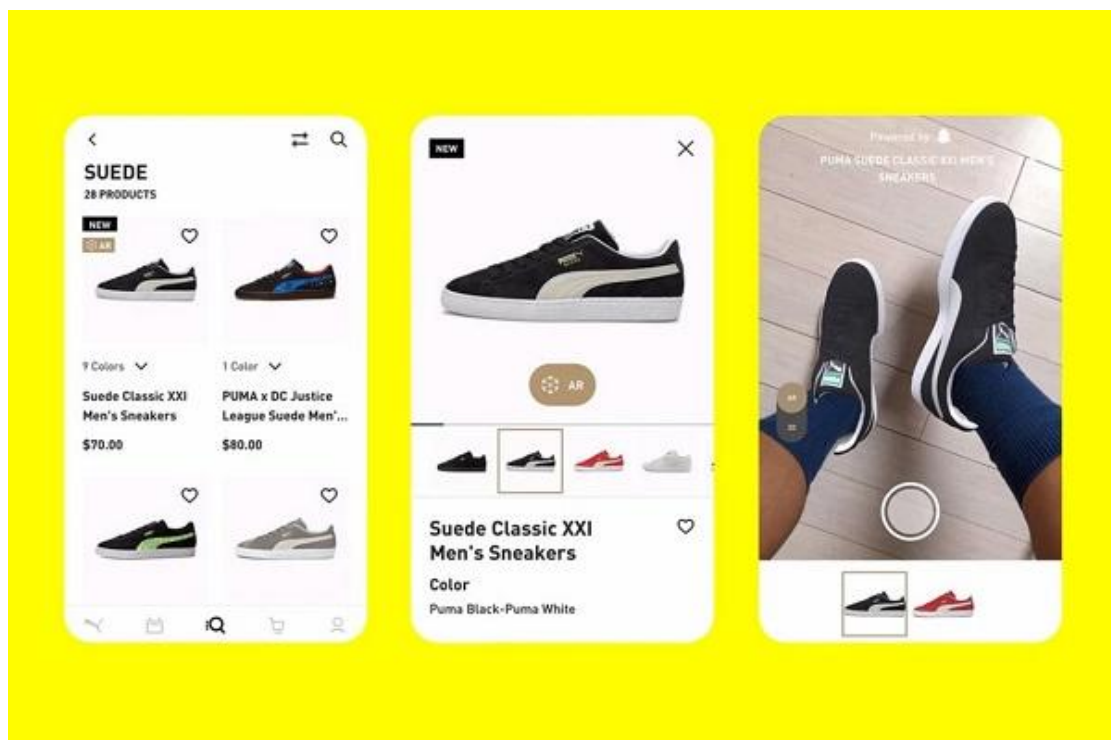 SUEDE
28 PRODUCTS
NEW
AR
9 Colors
1 Color
Suede Classic XXI
Men's Sneakers
PUMA x DC Justice
League Suede Men'...
$70.00
$80.00
NEW
AR
Suede Classic XXI
Men's Sneakers
Color
Puma Black-Puma White
Powered by
PUMA SUEDE CLASSIC XXI MEN'S
SNEAKERS